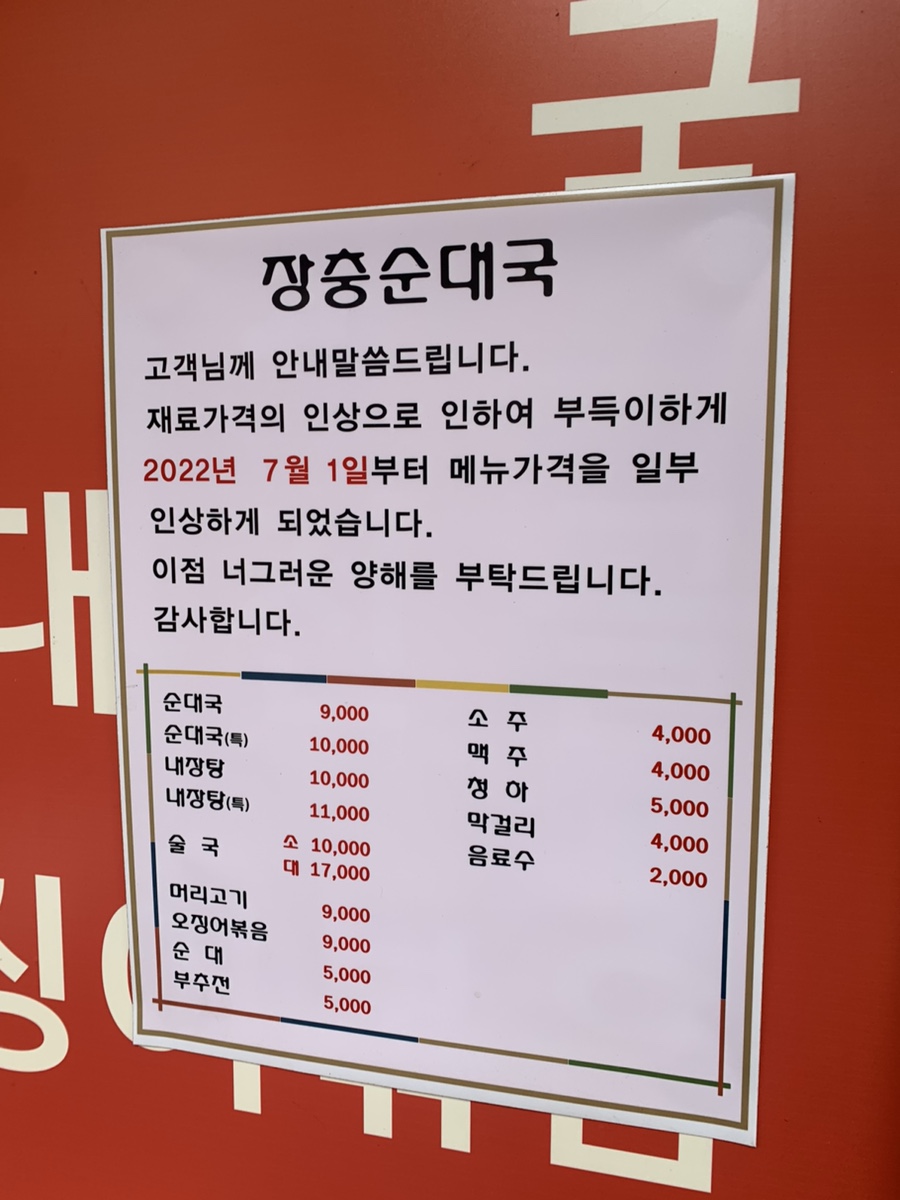 국
장충순대국
고객님께 안내말씀드립니다.
재료가격의 인상으로 인하여 부득이하게
2022년 7월 1일부터 메뉴가격을 일부
인상하게 되었습니다.
이점 너그러운 양해를 부탁드립니다.
감사합니다.
순대국 9,000
순대국(특) 10,000
내장탕 10,000
내장탕(특) 11,000
술 국 소 10,000
대 17,000
머리고기 9,000
오징어볶음 9,000
순 대 5,000
부추전 5,000
소 주 4,000
맥 주 4,000
청 하 5,000
막걸리 4,000
음료수 2,000
대